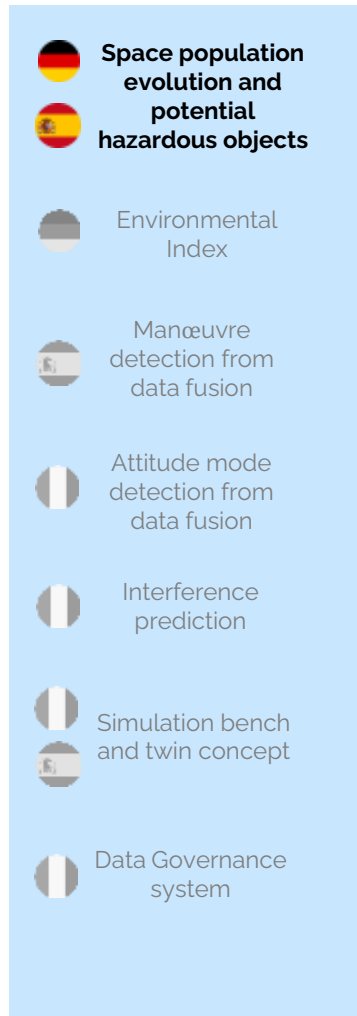 Space population
evolution and
potential
hazardous objects
Environmental
Index
Manœuvre
detection from
data fusion
Attitude mode
detection from
data fusion
Interference
prediction
Simulation bench
and twin concept
Data Governance
system